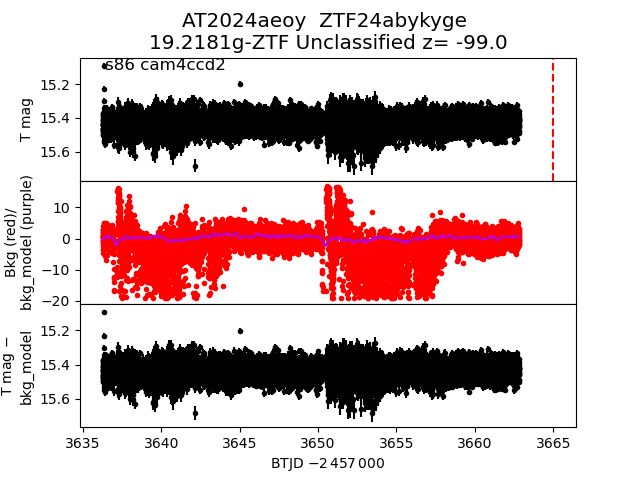 AT2024aeoy  ZTF24abykyge
19.2181g-ZTF Unclassified z= -99.0
s86 cam4ccd2
T mag
15.2
15.4
15.6
Bkg (red)/
bkg_model (purple)
10
0
−10
−20
T mag −
bkg_model
15.2
15.4
15.6
3635 3640 3645 3650 3655 3660 3665
BTJD −2 457 000